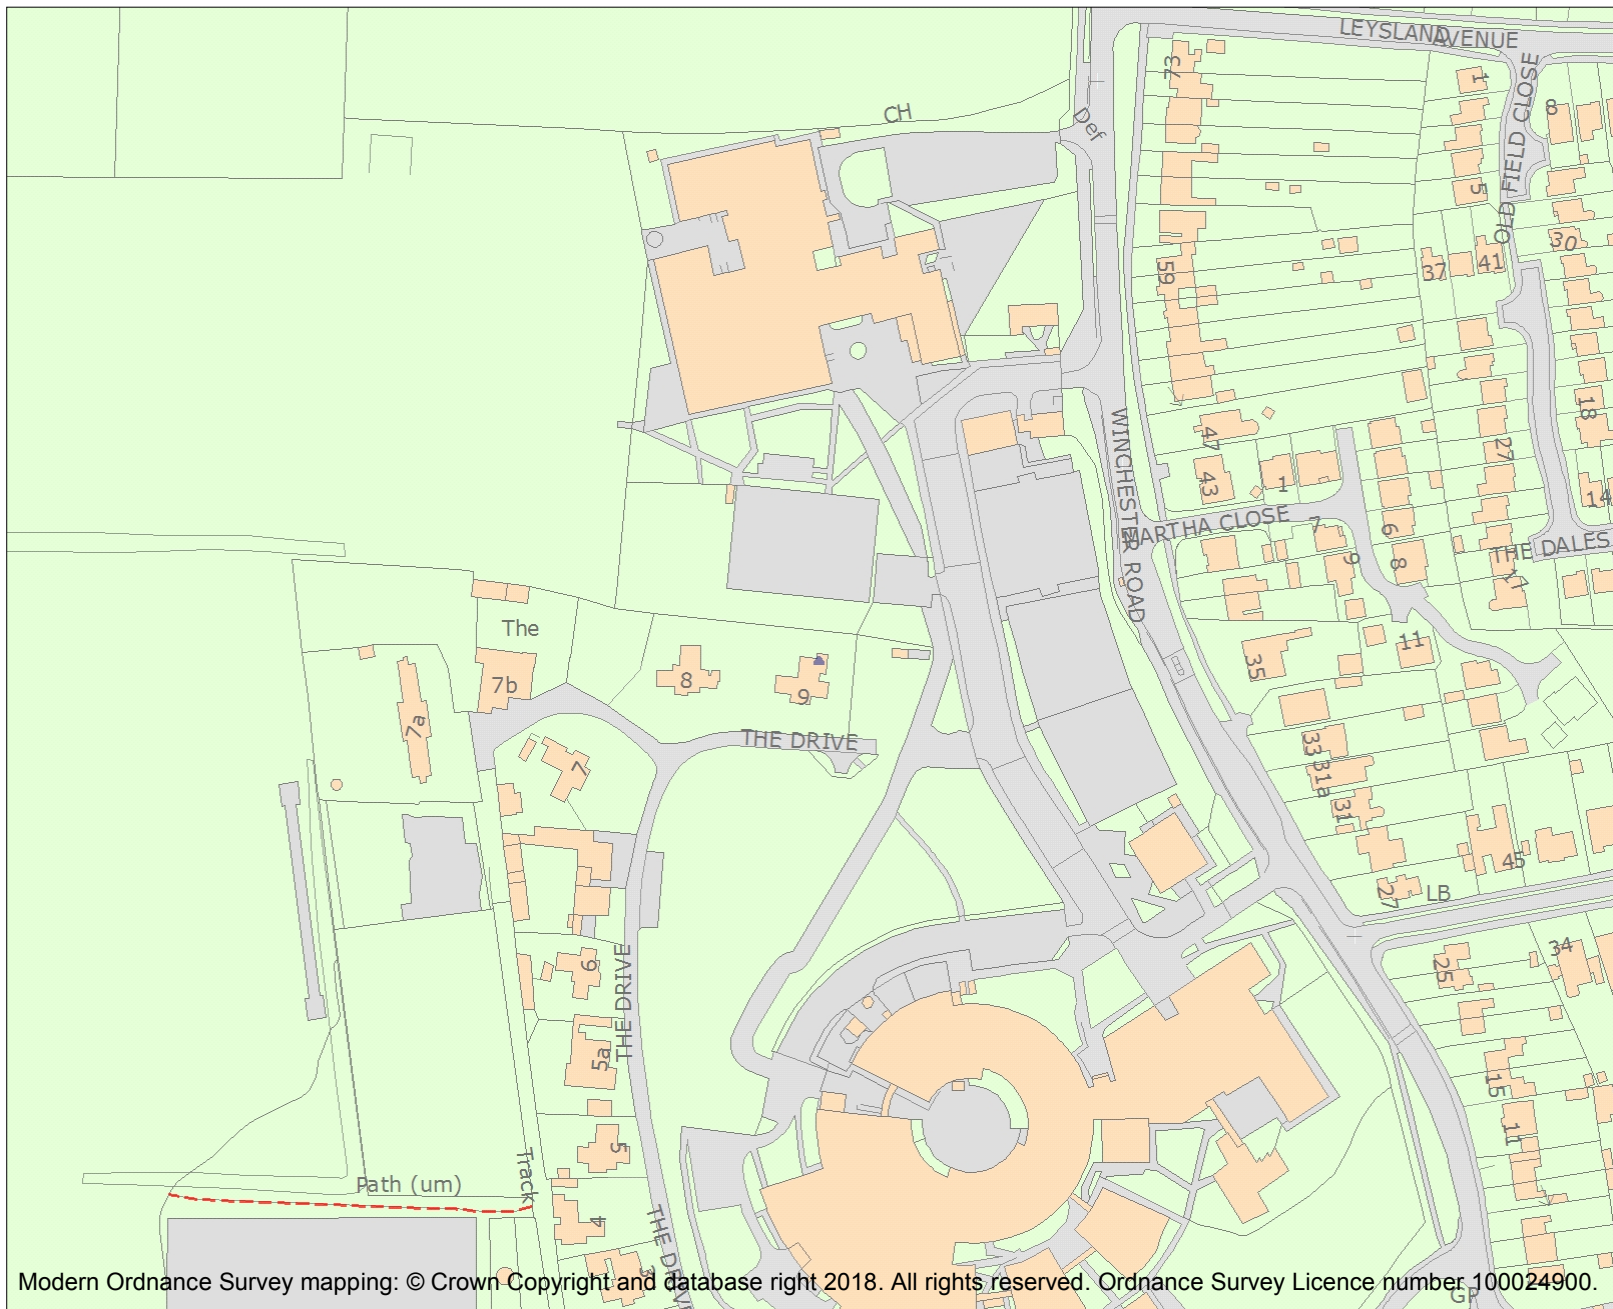 LEYSLAND AVENUE
73
1
OLD FIELD CLOSE
8
CH
Def
5
59
37
41
30
WINCHESTER ROAD
47
43
1
27
18
14
MARTHA CLOSE
7
9
6
8
THE DALES
17
The
7b
8
9
11
35
7a
THE DRIVE
7
33
31a
31
45
27
LB
6
THE DRIVE
25
34
5a
15
5
11
Track
Path (um)
4
THE DRIVE
3
GP
Modern Ordnance Survey mapping: © Crown Copyright and database right 2018. All rights reserved. Ordnance Survey Licence number 100024900.